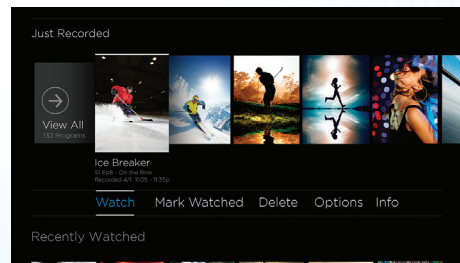 Just Recorded
View All
132 Programs
Ice Breaker
S1 Ep8 - On the Rink
Recorded 4/1 11:05 - 11:35p
Watch Mark Watched Delete Options Info
Recently Watched